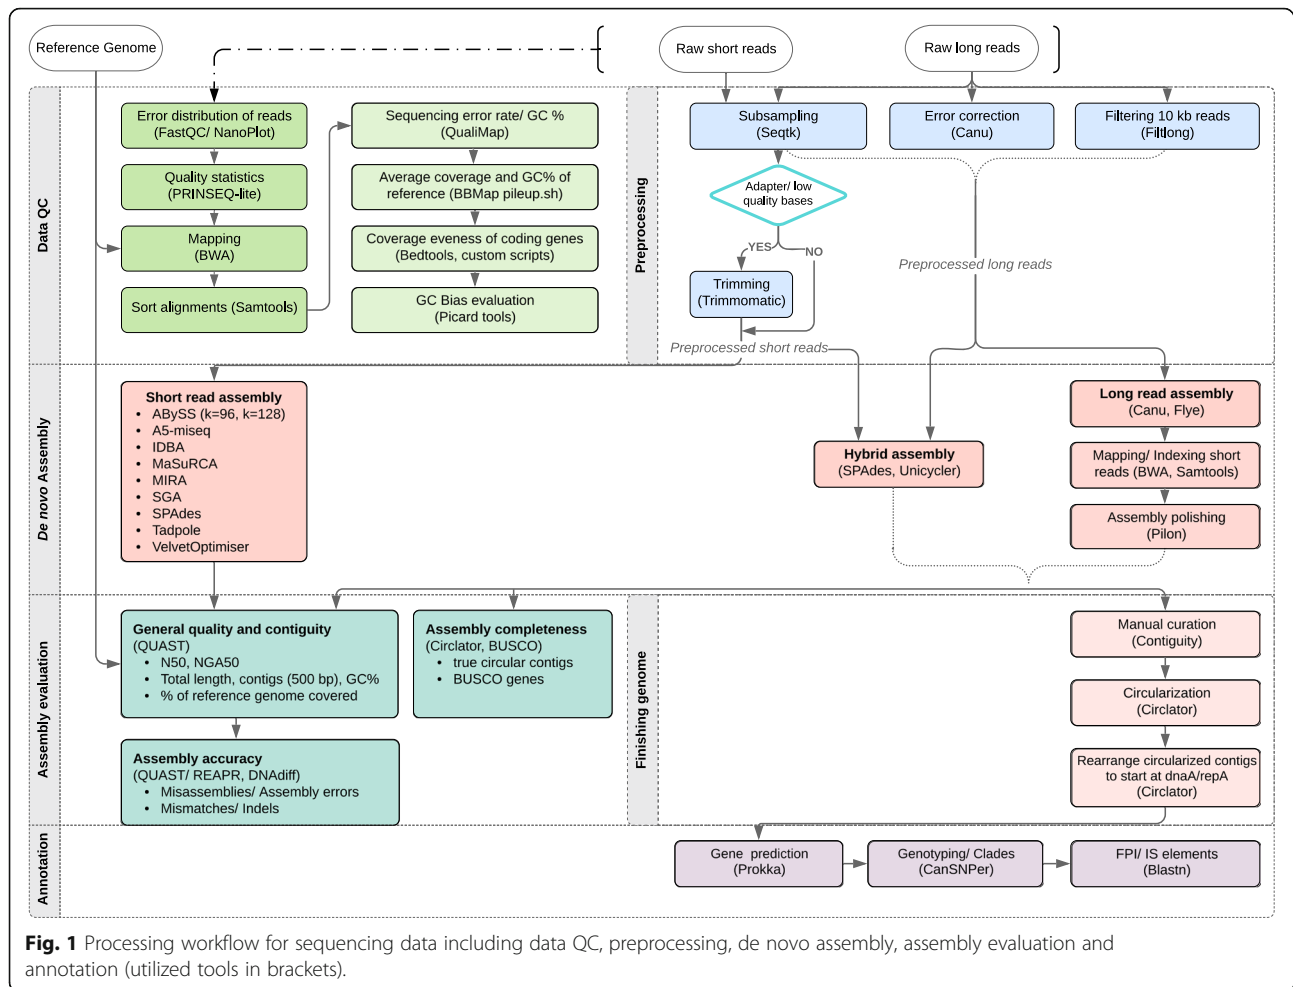 Reference Genome
Raw short reads
Raw long reads
Data QC
Error distribution of reads
(FastQC/ NanoPlot)
Quality statistics
(PRINSEQ-lite)
Mapping
(BWA)
Sort alignments (Samtools)
Sequencing error rate/ GC %
(QualiMap)
Average coverage and GC% of
reference (BBMap pileup.sh)
Coverage eveness of coding genes
(Bedtools, custom scripts)
GC Bias evaluation
(Picard tools)
Preprocessing
Subsampling
(Seqtk)
Error correction
(Canu)
Filtering 10 kb reads
(Filtlong)
Adapter/ low
quality bases
YES
NO
Trimming
(Trimmomatic)
Preprocessed long reads
Preprocessed short reads
De novo Assembly
Short read assembly
• ABySS (k=96, k=128)
• A5-miseq
• IDBA
• MaSuRCA
• MIRA
• SGA
• SPAdes
• Tadpole
• VelvetOptimiser
Hybrid assembly
(SPAdes, Unicycler)
Long read assembly
(Canu, Flye)
Mapping/ Indexing short
reads (BWA, Samtools)
Assembly polishing
(Pilon)
Assembly evaluation
General quality and contiguity
(QUAST)
• N50, NGA50
• Total length, contigs (500 bp), GC%
• % of reference genome covered
Assembly completeness
(Circlator, BUSCO)
• true circular contigs
• BUSCO genes
Assembly accuracy
(QUAST/ REAPR, DNAdiff)
• Misassemblies/ Assembly errors
• Mismatches/ Indels
Finishing genome
Manual curation
(Contiguity)
Circularization
(Circlator)
Rearrange circularized contigs
to start at dnaA/repA
(Circlator)
Annotation
Gene prediction
(Prokka)
Genotyping/ Clades
(CanSNPer)
FPI/ IS elements
(Blastn)
Fig. 1 Processing workflow for sequencing data including data QC, preprocessing, de novo assembly, assembly evaluation and
annotation (utilized tools in brackets).